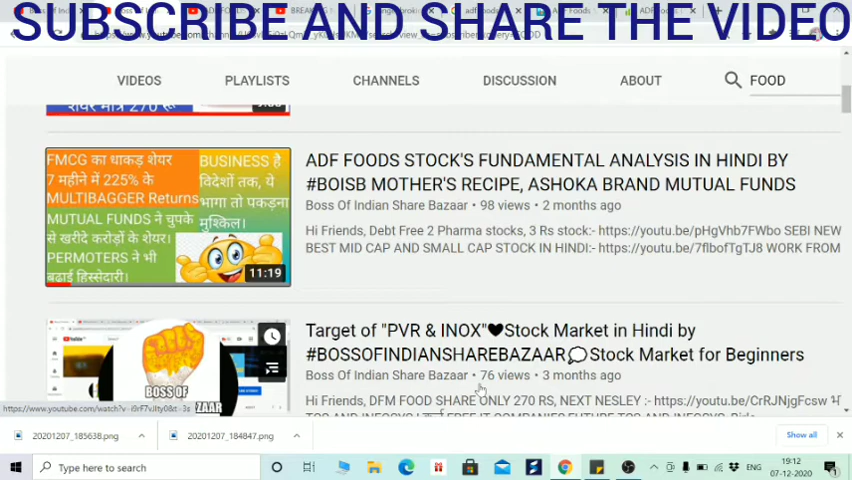 SUBSCRIBE AND SHARE THE VIDEO
VIDEOS
PLAYLISTS
CHANNELS
DISCUSSION
ABOUT
FOOD
FMCG का धाकड़ शेयर
7 महीने में 225% के
MULTIBAGGER Returns
MUTUAL FUNDS ने चुपके
से खरीदे करोड़ों के शेयर।
PERMOTERS ने भी
बढाई हिस्सेदारी।
BUSINESS है
विदेशों तक, ये
भागा तो पकड़ना
मुश्किल।
11:19
ADF FOODS STOCK'S FUNDAMENTAL ANALYSIS IN HINDI BY
#BOISB MOTHER'S RECIPE, ASHOKA BRAND MUTUAL FUNDS
Boss Of Indian Share Bazaar • 98 views • 2 months ago
Hi Friends, Debt Free 2 Pharma stocks, 3 Rs stock:- https://youtu.be/pHGVhb7FWbo SEBI NEW
BEST MID CAP AND SMALL CAP STOCK IN HINDI:- https://youtu.be/7flbofTgTJ8 WORK FROM
BOSS OF
Target of "PVR & INOX"🖤Stock Market in Hindi by
#BOSSOFINDIANSHAREBAZAAR💭Stock Market for Beginners
Boss Of Indian Share Bazaar • 76 views • 3 months ago
Hi Friends, DFM FOOD SHARE ONLY 270 RS, NEXT NESLEY :- https://youtu.be/CrRJNjgFcsw
20201207_185638.png
20201207_184847.png
Show all
Type here to search
ENG
19:12
07-12-2020